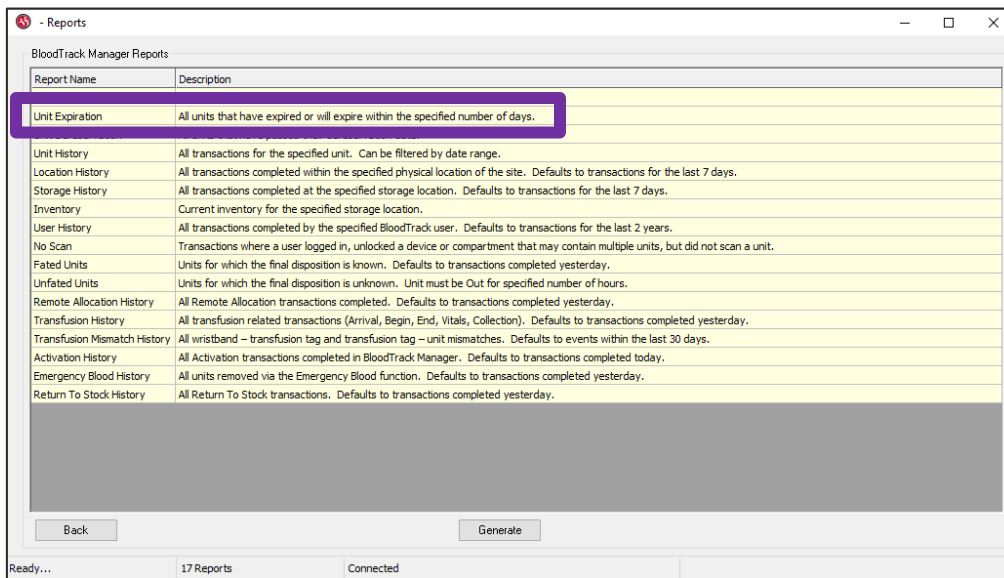 - Reports
BloodTrack Manager Reports
Report Name Description
Unit Expiration All units that have expired or will expire within the specified number of days.
Unit History All transactions for the specified unit. Can be filtered by date range.
Location History All transactions completed within the specified physical location of the site. Defaults to transactions for the last 7 days.
Storage History All transactions completed at the specified storage location. Defaults to transactions for the last 7 days.
Inventory Current inventory for the specified storage location.
User History All transactions completed by the specified BloodTrack user. Defaults to transactions for the last 2 years.
No Scan Transactions where a user logged in, unlocked a device or compartment that may contain multiple units, but did not scan a unit.
Fated Units Units for which the final disposition is known. Defaults to transactions completed yesterday.
Unfated Units Units for which the final disposition is unknown. Unit must be Out for specified number of hours.
Remote Allocation History All Remote Allocation transactions completed. Defaults to transactions completed yesterday.
Transfusion History All transfusion related transactions (Arrival, Begin, End, Vitals, Collection). Defaults to transactions completed yesterday.
Transfusion Mismatch History All wristband – transfusion tag and transfusion tag – unit mismatches. Defaults to events within the last 30 days.
Activation History All Activation transactions completed in BloodTrack Manager. Defaults to transactions completed today.
Emergency Blood History All units removed via the Emergency Blood function. Defaults to transactions completed yesterday.
Return To Stock History All Return To Stock transactions. Defaults to transactions completed yesterday.
Back Generate
Ready... 17 Reports Connected